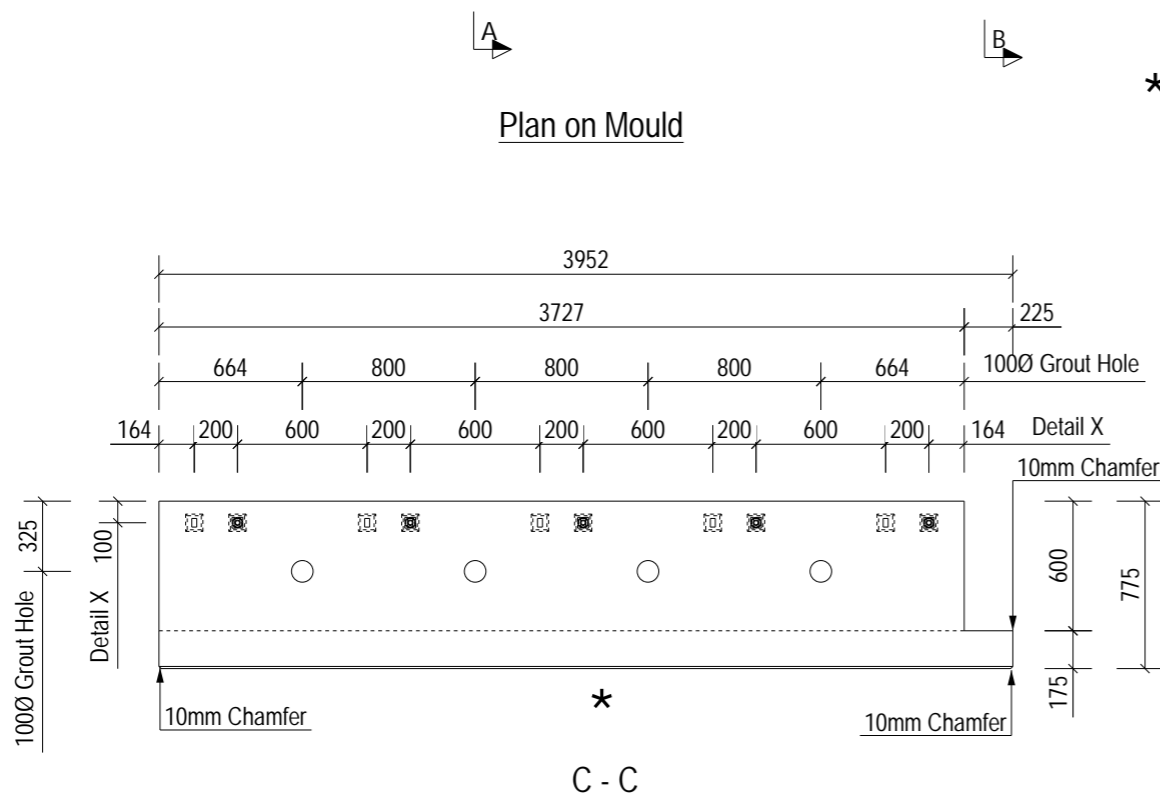 A
B
*
Plan on Mould
3952
3727 225
664 800 800 800 664 100Ø Grout Hole
164 200 600 200 600 200 600 200 600 200 164 Detail X
10mm Chamfer
325
100Ø Grout Hole
100
Detail X
600
775
175
*
10mm Chamfer
10mm Chamfer
C - C